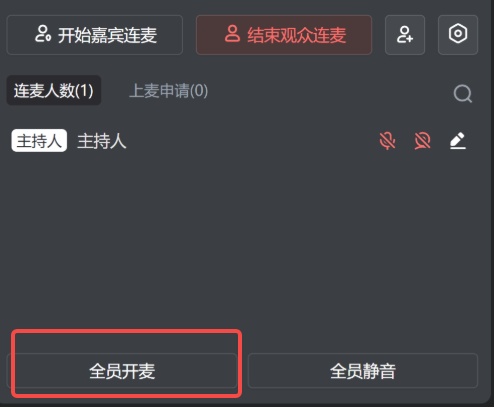 开始嘉宾连麦 结束观众连麦
连麦人数(1) 上麦申请(0)
主持人 主持人
全员开麦 全员静音